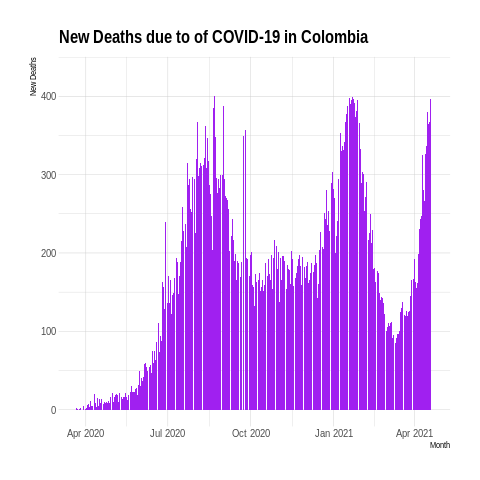 New Deaths due to of COVID-19 in Colombia
New Deaths
400
300
200
100
0
Apr 2020 Jul 2020 Oct 2020 Jan 2021 Apr 2021
Month